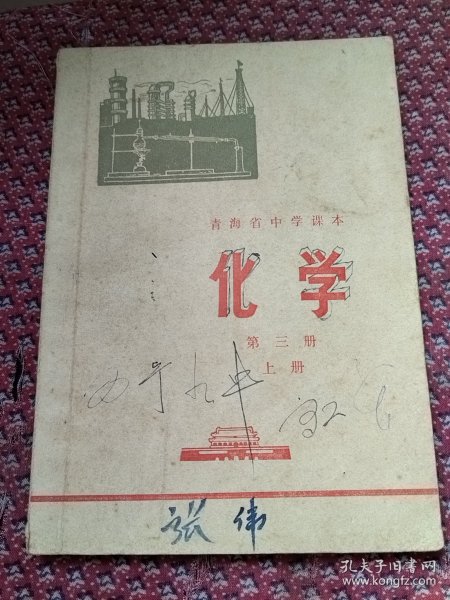 青海省中学课本
化学
第三册
上册
西宁九中
张伟
孔夫子旧书网
www.kongfz.com